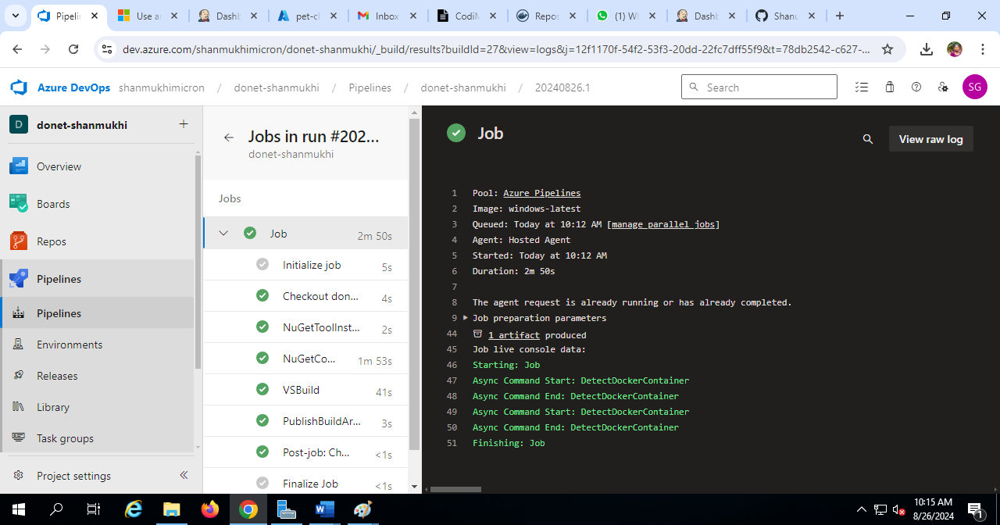 Pipelin
Use a
Dashb
pet-cl
Inbox
CodiM
Repos
(1) Wh
Dashb
Shanu
dev.azure.com/shanmukhimicron/donet-shanmukhi/_build/results?buildId=27&view=logs&j=12f1170f-54f2-53f3-20dd-22fc7dff55f9&t=78db2542-c627-...
Azure DevOps shanmukhimicron / donet-shanmukhi / Pipelines / donet-shanmukhi / 20240826.1
Search
SG
D donet-shanmukhi
Overview
Boards
Repos
Pipelines
Pipelines
Environments
Releases
Library
Task groups
Project settings
Jobs in run #202...
donet-shanmukhi
Jobs
Job 2m 50s
Initialize job 5s
Checkout don... 4s
NuGetToolInst... 2s
NuGetCo... 1m 53s
VSBuild 41s
PublishBuildAr... 3s
Post-job: Ch... <1s
Finalize Job <1s
Job
View raw log
1 Pool: Azure Pipelines
2 Image: windows-latest
3 Queued: Today at 10:12 AM [manage parallel jobs]
4 Agent: Hosted Agent
5 Started: Today at 10:12 AM
6 Duration: 2m 50s
7
8 The agent request is already running or has already completed.
9 Job preparation parameters
44 1 artifact produced
45 Job live console data:
46 Starting: Job
47 Async Command Start: DetectDockerContainer
48 Async Command End: DetectDockerContainer
49 Async Command Start: DetectDockerContainer
50 Async Command End: DetectDockerContainer
51 Finishing: Job
10:15 AM
8/26/2024
1